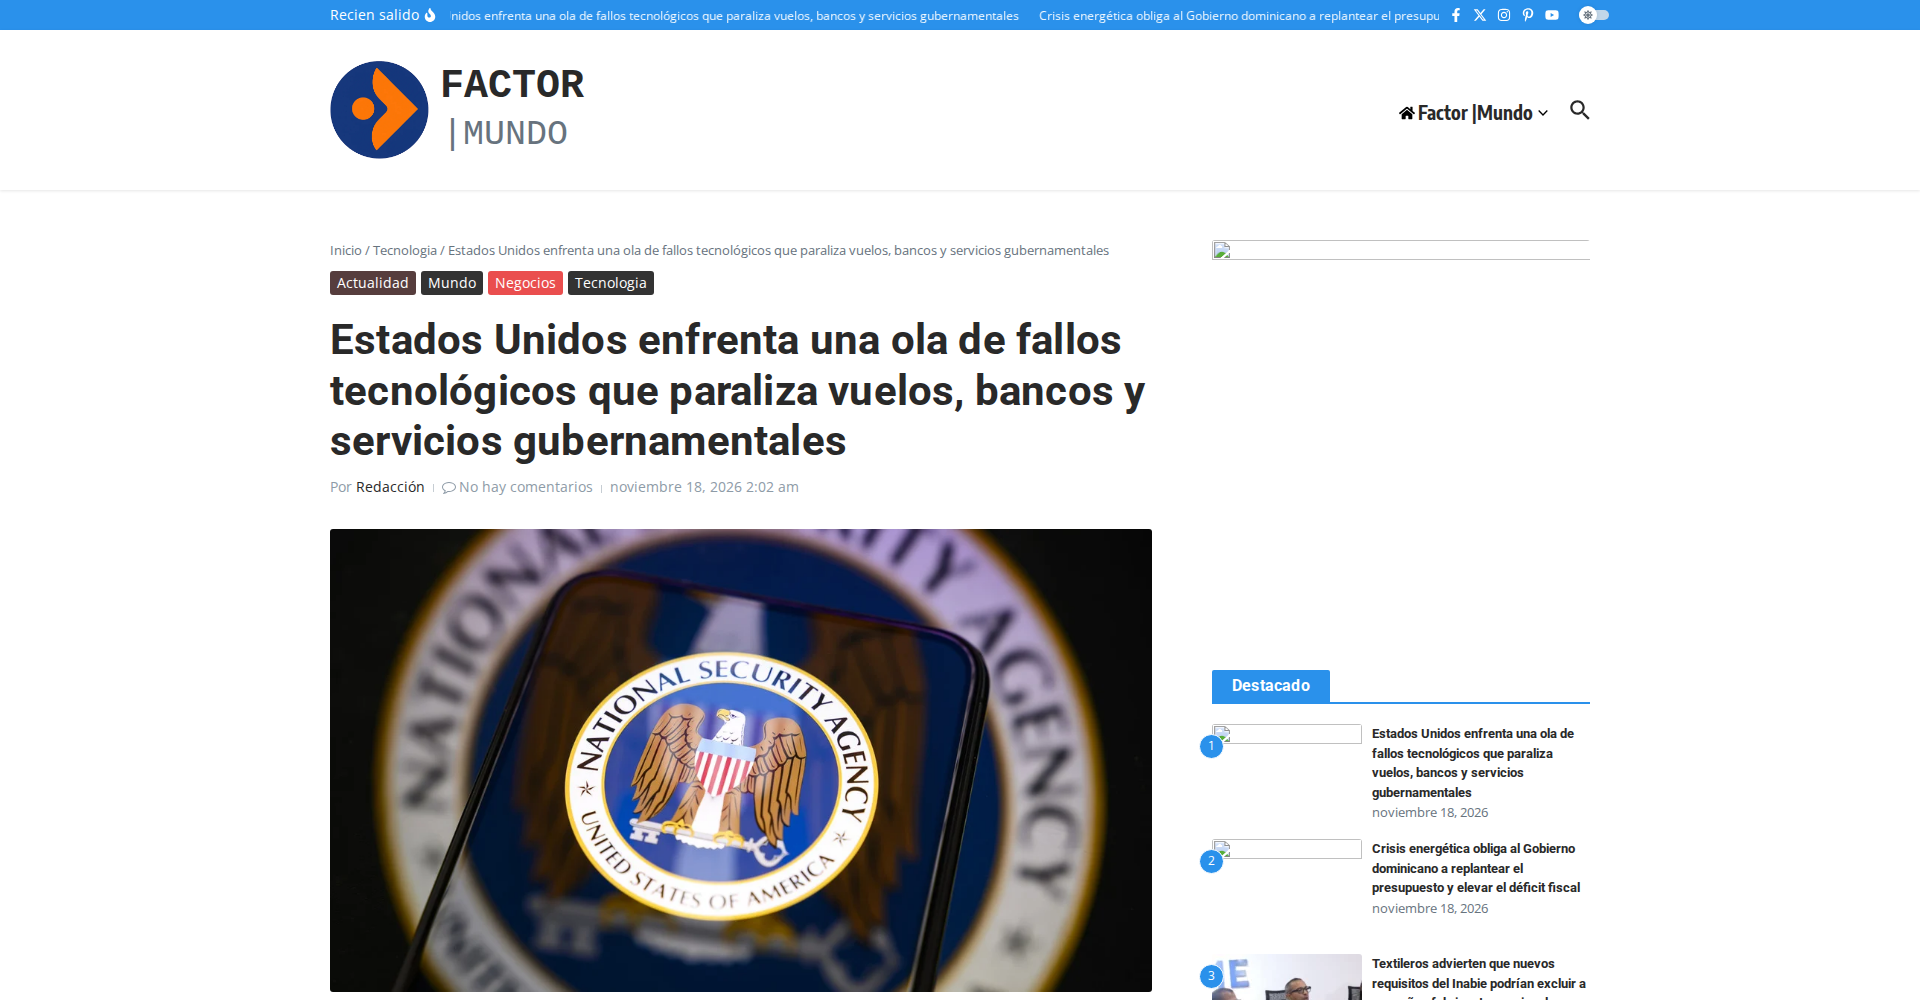 Recien salido
nidos enfrenta una ola de fallos tecnológicos que paraliza vuelos, bancos y servicios gubernamentales
Crisis energética obliga al Gobierno dominicano a replantear el presupu
FACTOR
|MUNDO
Factor |Mundo
Inicio / Tecnologia / Estados Unidos enfrenta una ola de fallos tecnológicos que paraliza vuelos, bancos y servicios gubernamentales
Actualidad Mundo Negocios Tecnologia
Estados Unidos enfrenta una ola de fallos
tecnológicos que paraliza vuelos, bancos y
servicios gubernamentales
Por Redacción No hay comentarios noviembre 18, 2026 2:02 am
NATIONAL SECURITY AGENCY
NATIONAL SECURITY AGENCY
UNITED STATES OF AMERICA
Destacado
1
Estados Unidos enfrenta una ola de
fallos tecnológicos que paraliza
vuelos, bancos y servicios
gubernamentales
noviembre 18, 2026
2
Crisis energética obliga al Gobierno
dominicano a replantear el
presupuesto y elevar el déficit fiscal
noviembre 18, 2026
3
Textileros advierten que nuevos
requisitos del Inabie podrían excluir a